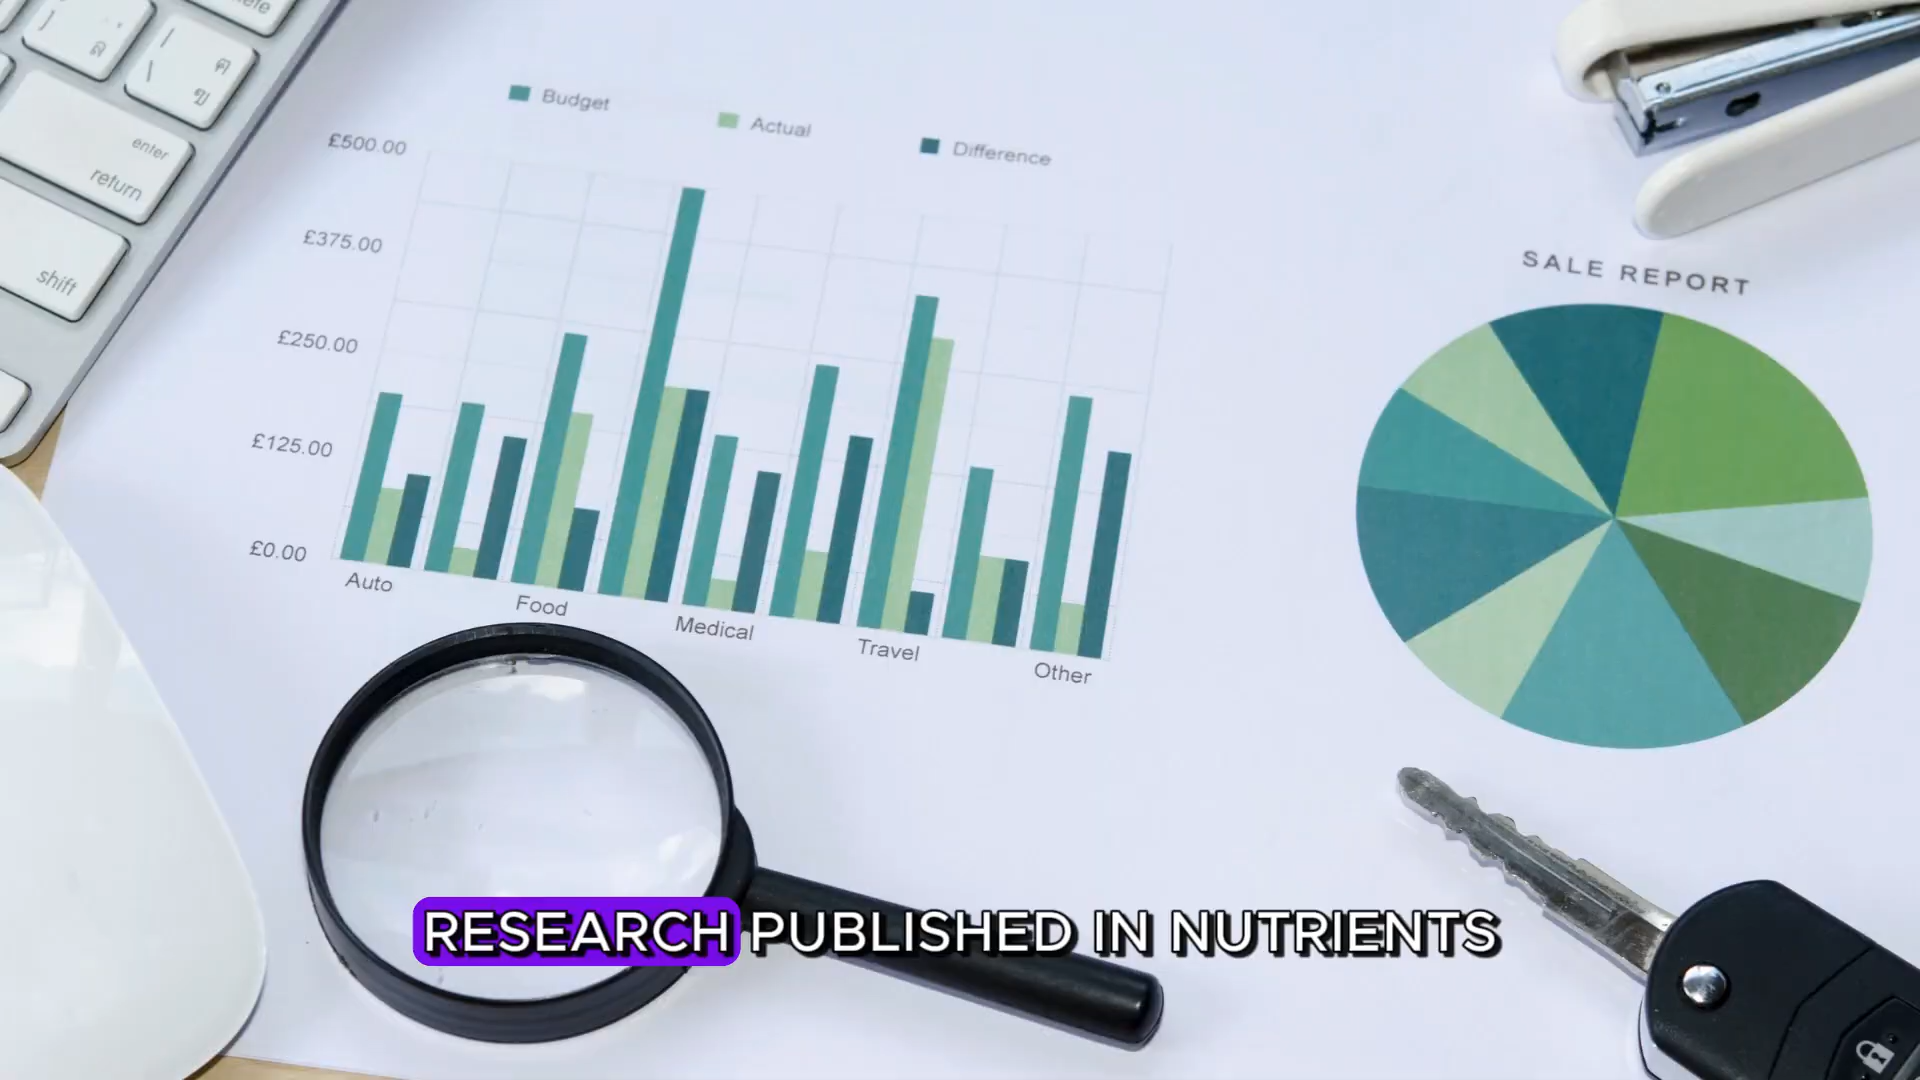 enter
return
shift
Budget
Actual
Difference
£500.00
£375.00
£250.00
£125.00
£0.00
Auto
Food
Medical
Travel
Other
SALE REPORT
RESEARCH PUBLISHED IN NUTRIENTS